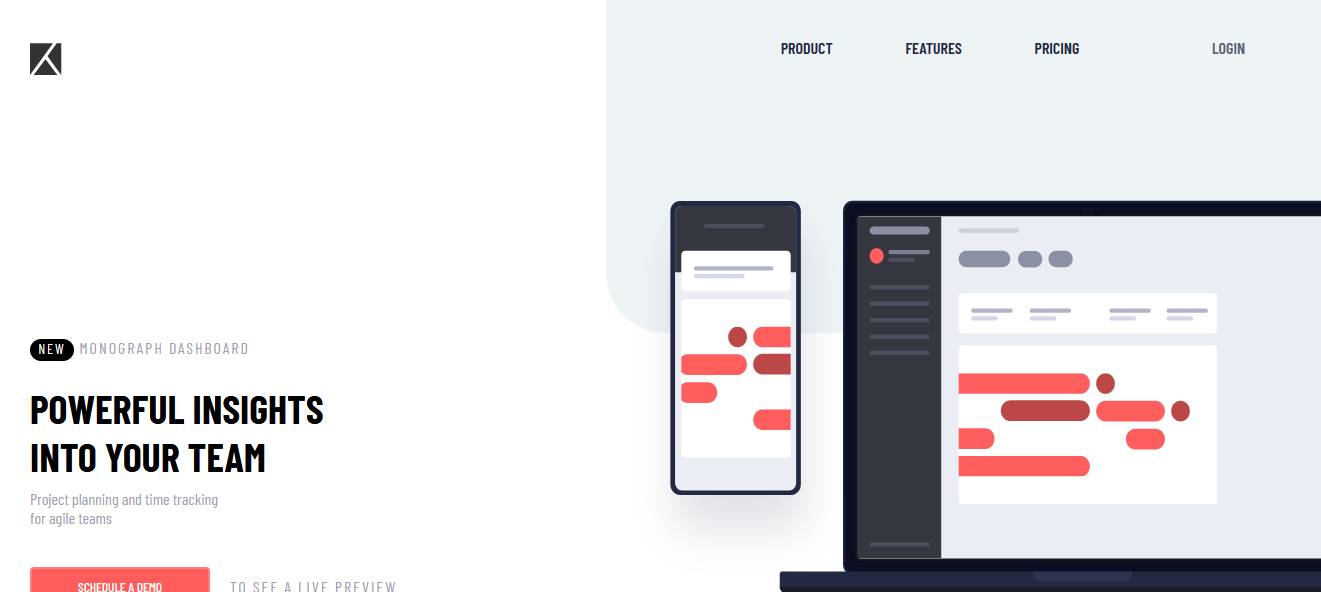 PRODUCT FEATURES PRICING LOGIN
NEW MONOGRAPH DASHBOARD
POWERFUL INSIGHTS
INTO YOUR TEAM
Project planning and time tracking
for agile teams
SCHEDULE A DEMO TO SEE A LIVE PREVIEW